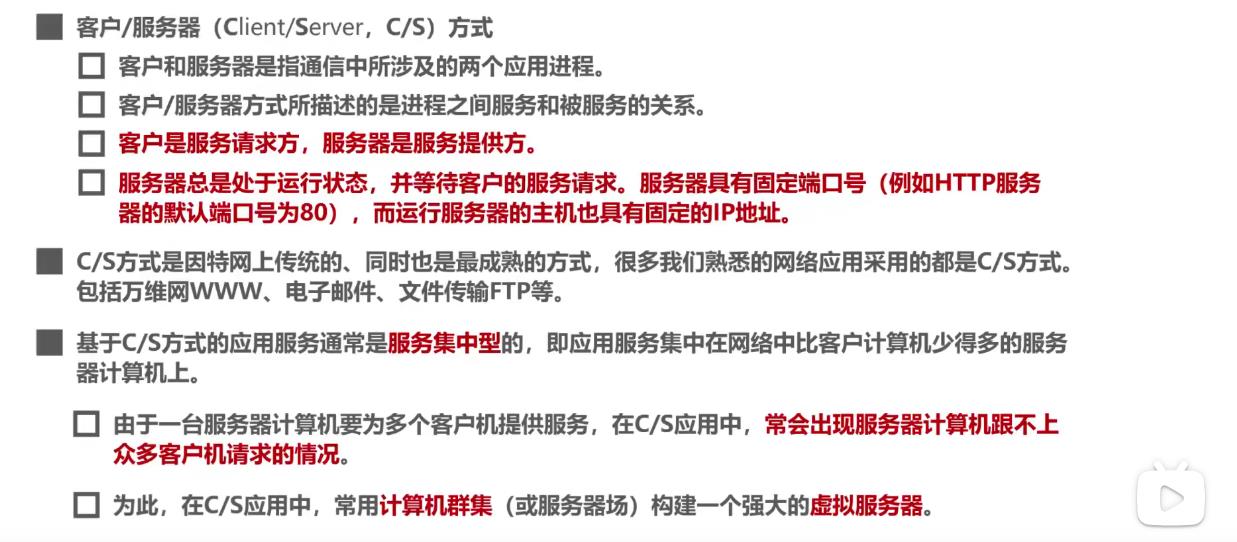 客户/服务器（Client/Server，C/S）方式
客户和服务器是指通信中所涉及的两个应用进程。
客户/服务器方式所描述的是进程之间服务和被服务的关系。
客户是服务请求方，服务器是服务提供方。
服务器总是处于运行状态，并等待客户的服务请求。服务器具有固定端口号（例如HTTP服务
器的默认端口号为80），而运行服务器的主机也具有固定的IP地址。
C/S方式是因特网上传统的、同时也是最成熟的方式，很多我们熟悉的网络应用采用的都是C/S方式。
包括万维网WWW、电子邮件、文件传输FTP等。
基于C/S方式的应用服务通常是服务集中型的，即应用服务集中在网络中比客户计算机少得多的服务
器计算机上。
由于一台服务器计算机要为多个客户机提供服务，在C/S应用中，常会出现服务器计算机跟不上
众多客户机请求的情况。
为此，在C/S应用中，常用计算机群集（或服务器场）构建一个强大的虚拟服务器。